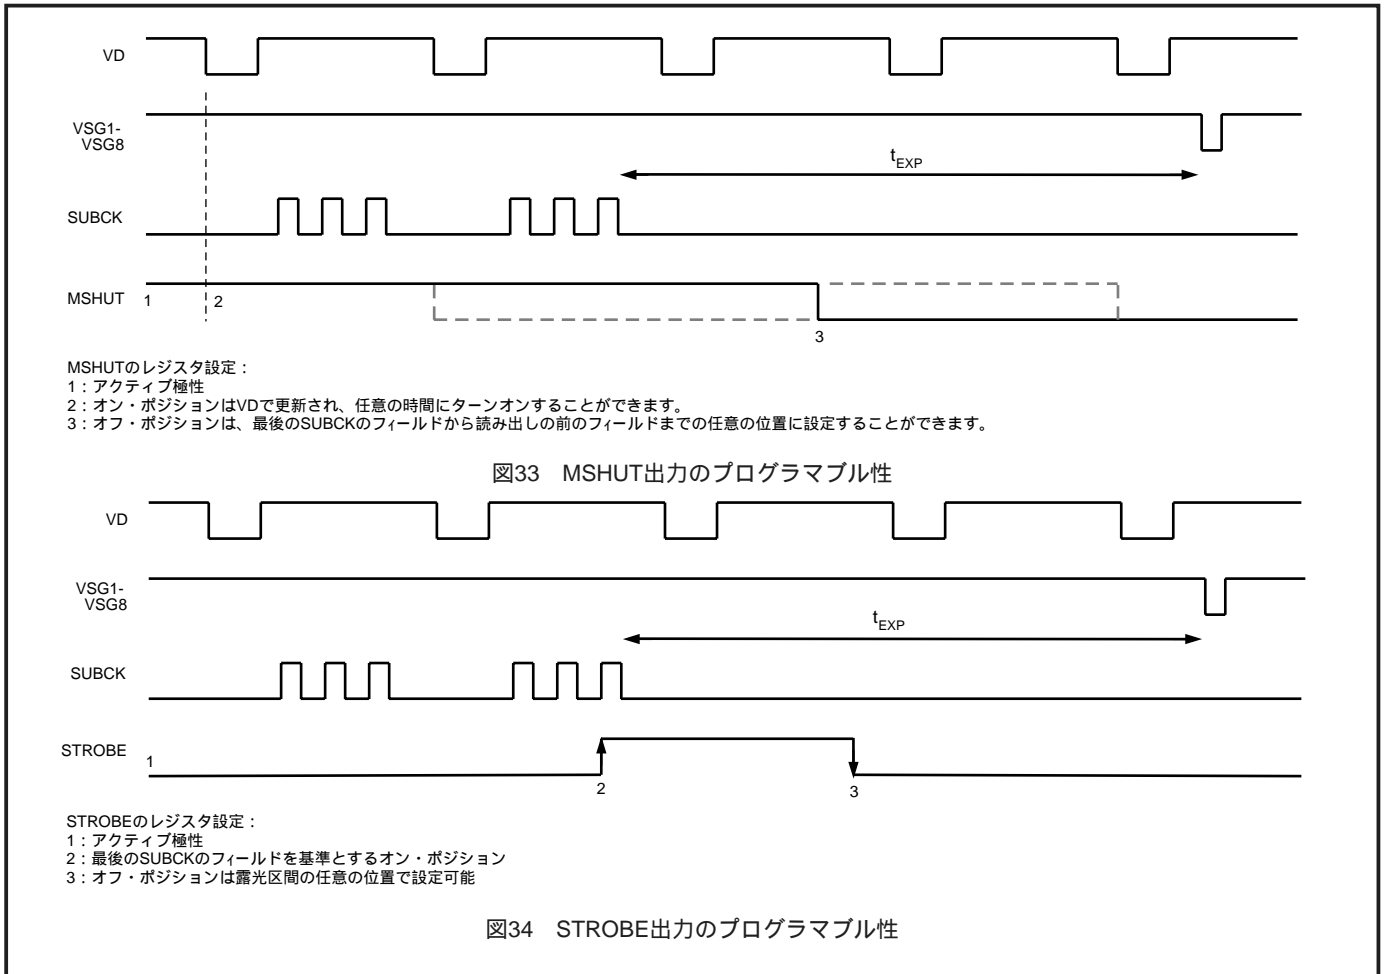 VD
VSG1-
VSG8
tEXP
SUBCK
MSHUT
1
2
3
MSHUTのレジスタ設定：
1：アクティブ極性
2：オン・ポジションはVDで更新され、任意の時間にターンオンすることができます。
3：オフ・ポジションは、最後のSUBCKのフィールドから読み出しの前のフィールドまでの任意の位置に設定することができます。
図33　MSHUT出力のプログラマブル性
VD
VSG1-
VSG8
tEXP
SUBCK
STROBE
1
2
3
STROBEのレジスタ設定：
1：アクティブ極性
2：最後のSUBCKのフィールドを基準とするオン・ポジション
3：オフ・ポジションは露光区間の任意の位置で設定可能
図34　STROBE出力のプログラマブル性